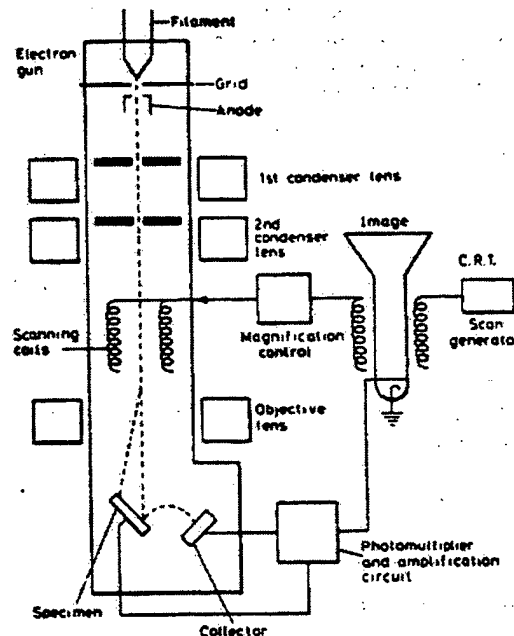 Filament
Electron
gun
Grid
Anode
1st condenser lens
2nd
condenser
lens
Image
C.R.T.
Scan
generator
Magnification
control
Scanning
coils
Objective
lens
Photomultiplier
and amplification
circuit
Specimen
Collector